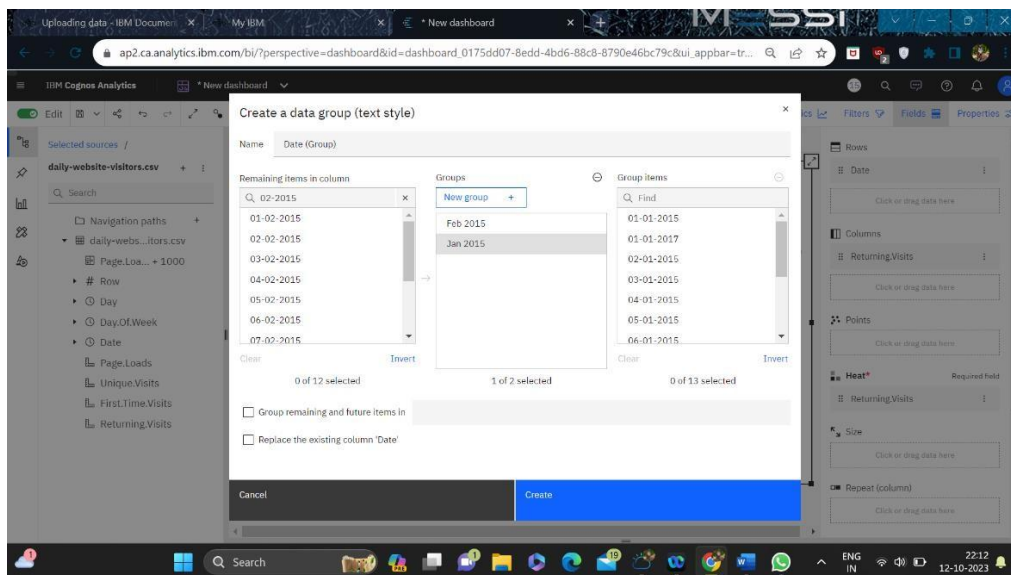 Uploading data - IBM Documen
My IBM
* New dashboard
MESSI
ap2.ca.analytics.ibm.com/bi/?perspective=dashboard&id=dashboard_0175dd07-8edd-4bd6-88c8-8790e46bc79c&ui_appbar=tr...
IBM Cognos Analytics
* New dashboard
Edit
Filters
Fields
Properties
Create a data group (text style)
Name
Date (Group)
Selected sources /
daily-website-visitors.csv
Search
Navigation paths
daily-webs...itors.csv
Page.Loa... + 1000
# Row
Day
Day.Of.Week
Date
Page.Loads
Unique.Visits
First.Time.Visits
Returning.Visits
Remaining items in column
02-2015
01-02-2015
02-02-2015
03-02-2015
04-02-2015
05-02-2015
06-02-2015
07-02-2015
Clear
Invert
0 of 12 selected
Groups
New group +
Feb 2015
Jan 2015
1 of 2 selected
Group items
Find
01-01-2015
01-01-2017
02-01-2015
03-01-2015
04-01-2015
05-01-2015
06-01-2015
Clear
Invert
0 of 13 selected
Group remaining and future items in
Replace the existing column 'Date'
Cancel
Create
Rows
Date
Click or drag data here
Columns
Returning.Visits
Click or drag data here
Points
Click or drag data here
Heat*
Required field
Returning.Visits
Size
Click or drag data here
Repeat (column)
Click or drag data here
Search
19
ENG
IN
22:12
12-10-2023